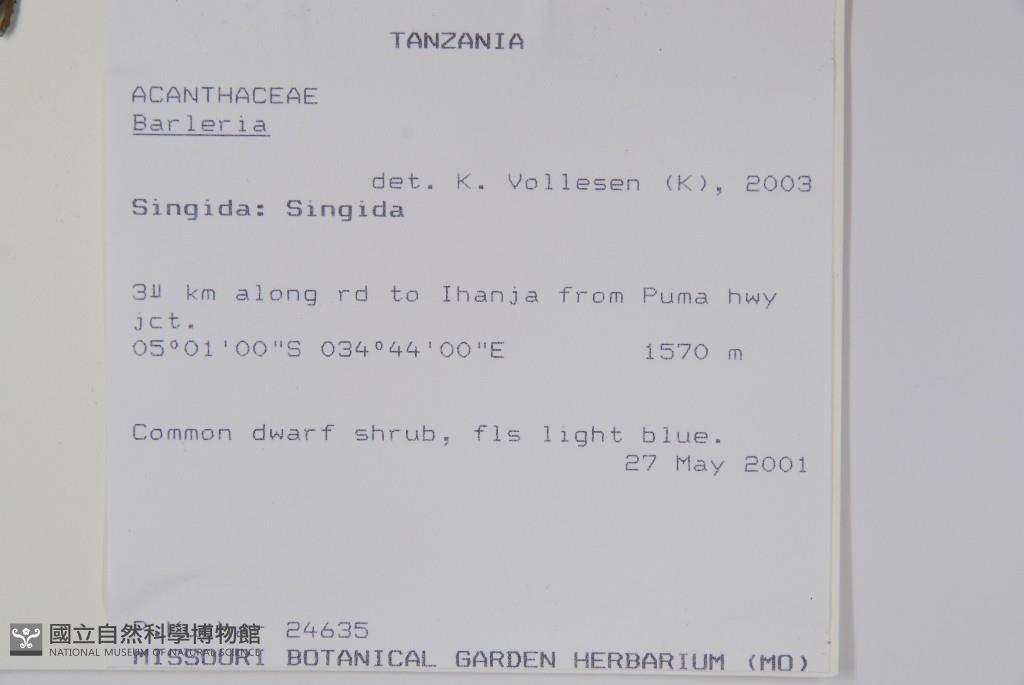 TANZANIA
ACANTHACEAE
Barleria
det. K. Vollesen (K), 2003
Singida: Singida
km along rd to Ihanja from Puma hwy
jct.
05°01'00"S 034°44'00"E 1570 m
Common dwarf shrub, fls light blue.
27 May 2001
24635
MISSOURI BOTANICAL GARDEN HERBARIUM (MO)
國立自然科學博物館
NATIONAL MUSEUM OF NATURAL SCIENCE